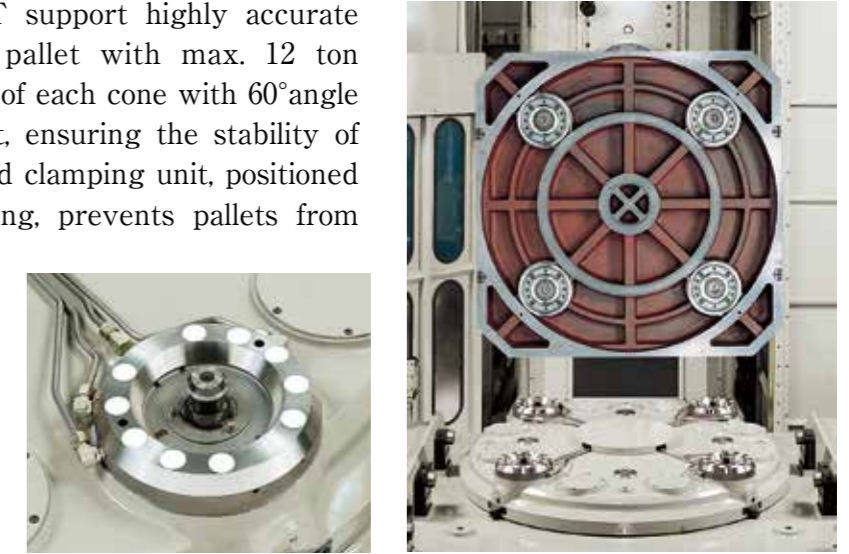 T support highly accurate
pallet with max. 12 ton
of each cone with 60°angle
t, ensuring the stability of
d clamping unit, positioned
ng, prevents pallets from